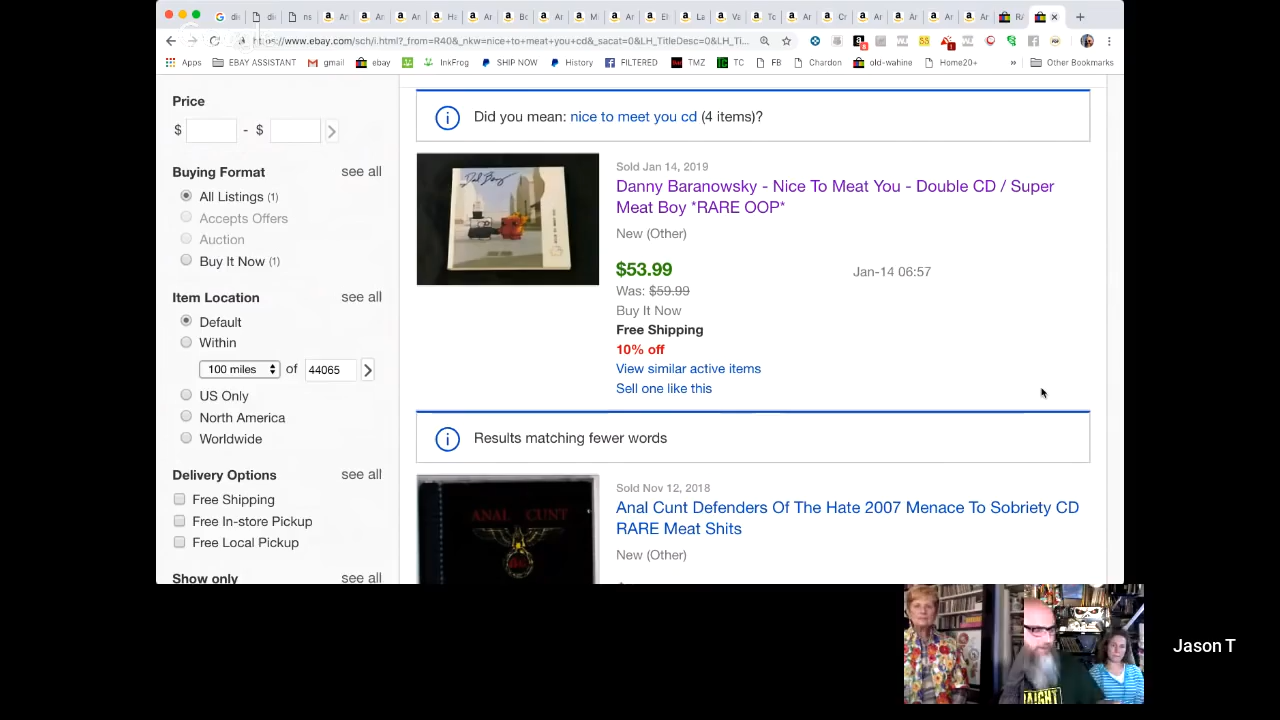 https://www.ebay.com/sch/i.html?_from=R40&_nkw=nice+to+meat+you+cd&_sacat=0&LH_TitleDesc=0&LH_Ti...
Apps EBAY ASSISTANT gmail ebay InkFrog SHIP NOW History FILTERED TMZ TC FB Chardon old-wahine Home20+ » Other Bookmarks
Price
$ - $
Buying Format see all
All Listings (1)
Accepts Offers
Auction
Buy It Now (1)
Item Location see all
Default
Within
100 miles of 44065
US Only
North America
Worldwide
Delivery Options see all
Free Shipping
Free In-store Pickup
Free Local Pickup
Show only see all
Did you mean: nice to meet you cd (4 items)?
Sold Jan 14, 2019
Danny Baranowsky - Nice To Meat You - Double CD / Super
Meat Boy *RARE OOP*
New (Other)
$53.99 Jan-14 06:57
Was: $59.99
Buy It Now
Free Shipping
10% off
View similar active items
Sell one like this
Results matching fewer words
ANAL CUNT
Sold Nov 12, 2018
Anal Cunt Defenders Of The Hate 2007 Menace To Sobriety CD
RARE Meat Shits
New (Other)
Jason T